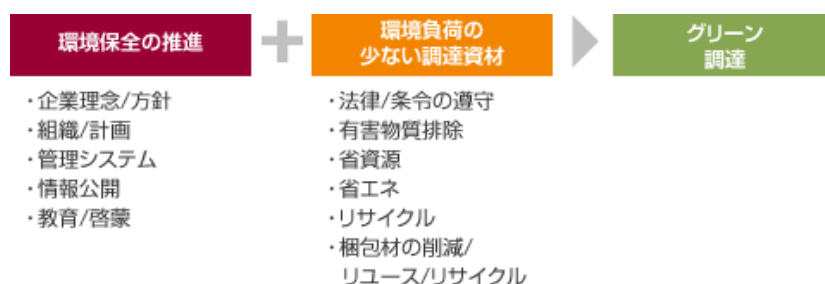 環境保全の推進
・企業理念/方針
・組織/計画
・管理システム
・情報公開
・教育/啓蒙
環境負荷の
少ない調達資材
・法律/条令の遵守
・有害物質排除
・省資源
・省エネ
・リサイクル
・梱包材の削減/
リユース/リサイクル
グリーン
調達